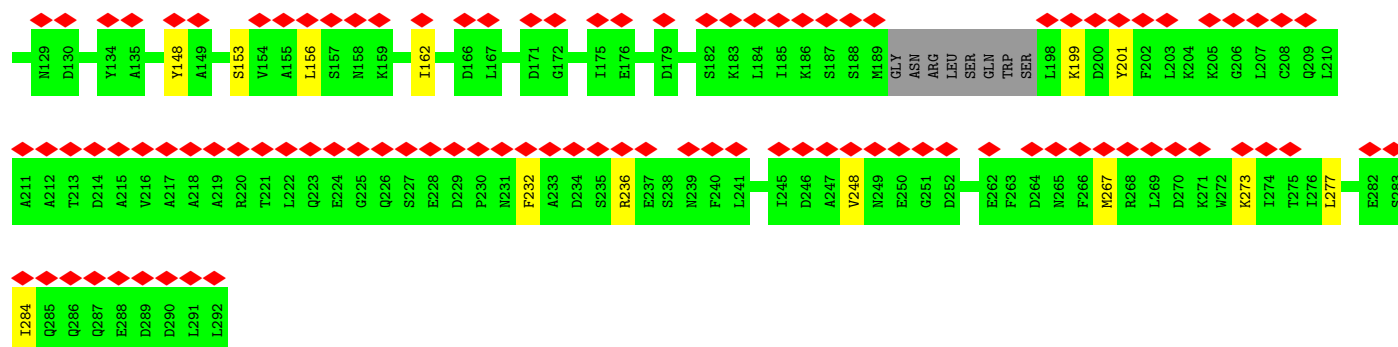 N129 D130 Y134 A135 Y148 A149 S153 V154 A155 L156 S157 N158 K159 I162 D166 L167 D171 G172 I175 E176 D179 S182 K183 L184 I185 K186 S187 S188 M189 GLY ASN ARG LEU SER GLN TRP SER L198 K199 D200 Y201 F202 L203 K204 K205 G206 L207 C208 Q209 L210
A211 A212 T213 D214 A215 V216 A217 A218 A219 R220 T221 L222 Q223 E224 G225 Q226 S227 E228 D229 P230 N231 F232 A233 D234 S235 R236 E237 S238 N239 F240 L241 I245 D246 A247 V248 N249 E250 G251 D252 E262 F263 D264 N265 F266 M267 R268 L269 D270 K271 W272 K273 I274 T275 I276 L277 E282 S283
I284 Q285 Q286 Q287 E288 D289 D290 L291 L292